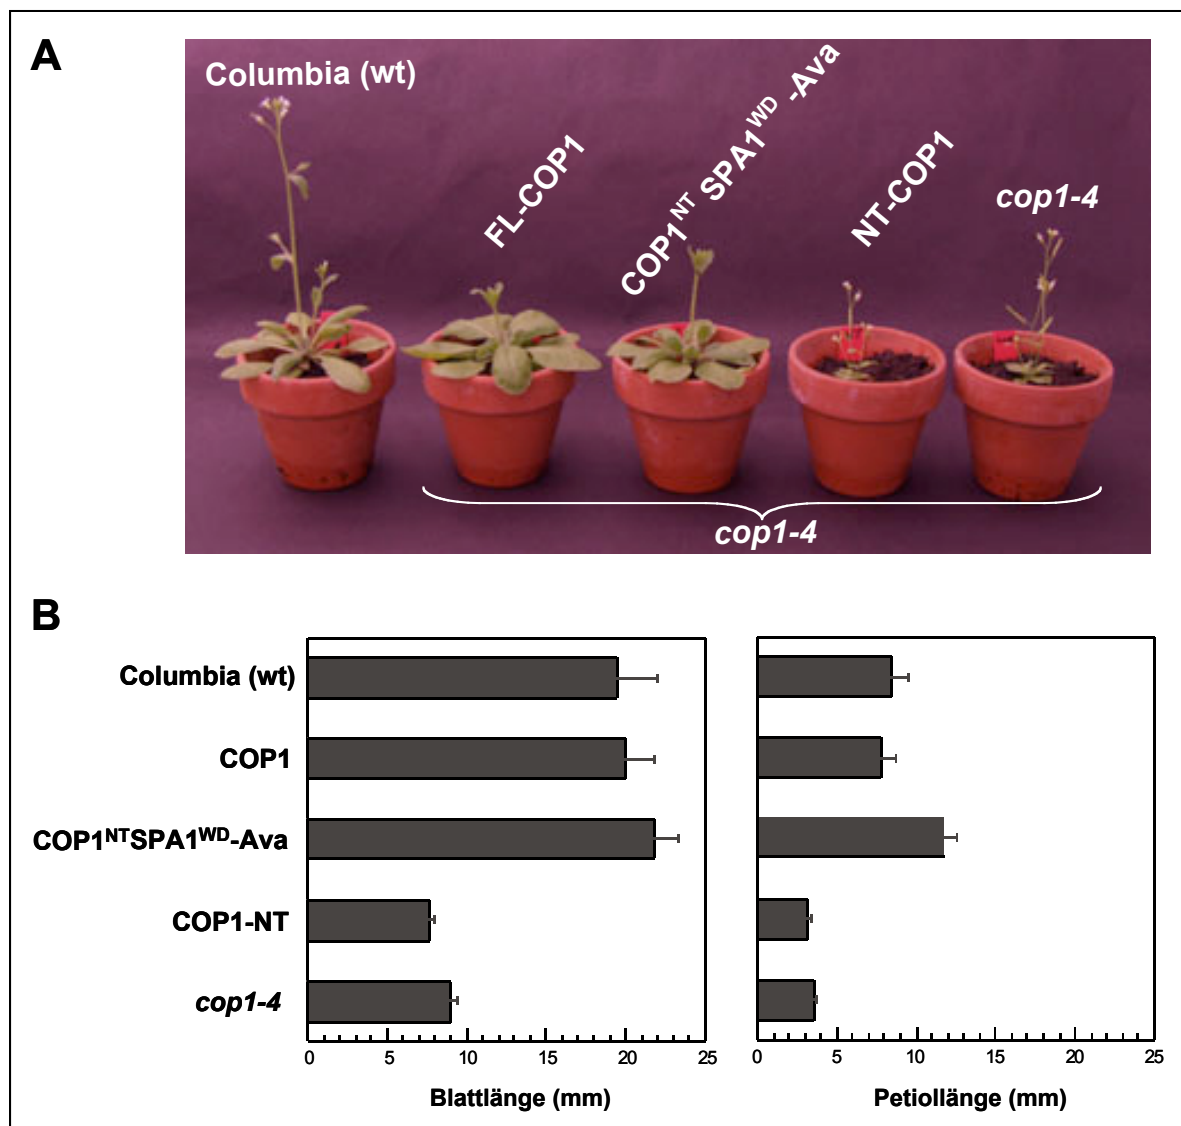 A
Columbia (wt)
FL-COP1
COP1NT SPA1WD -Ava
NT-COP1
cop1-4
cop1-4
B
Columbia (wt)
COP1
COP1NTSPA1WD-Ava
COP1-NT
cop1-4
0 5 10 15 20 25
Blattlänge (mm)
0 5 10 15 20 25
Petiollänge (mm)